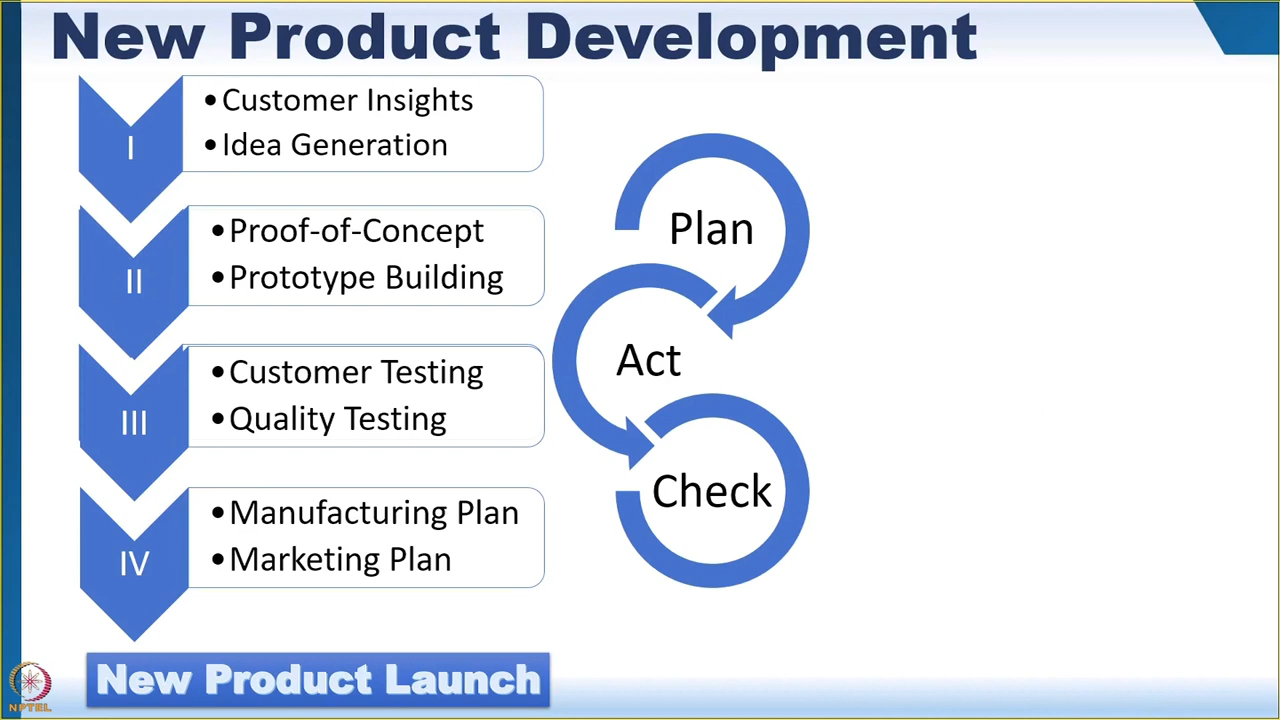 New Product Development
I
•Customer Insights
•Idea Generation
II
•Proof-of-Concept
•Prototype Building
III
•Customer Testing
•Quality Testing
IV
•Manufacturing Plan
•Marketing Plan
Plan
Act
Check
New Product Launch
NPTEL